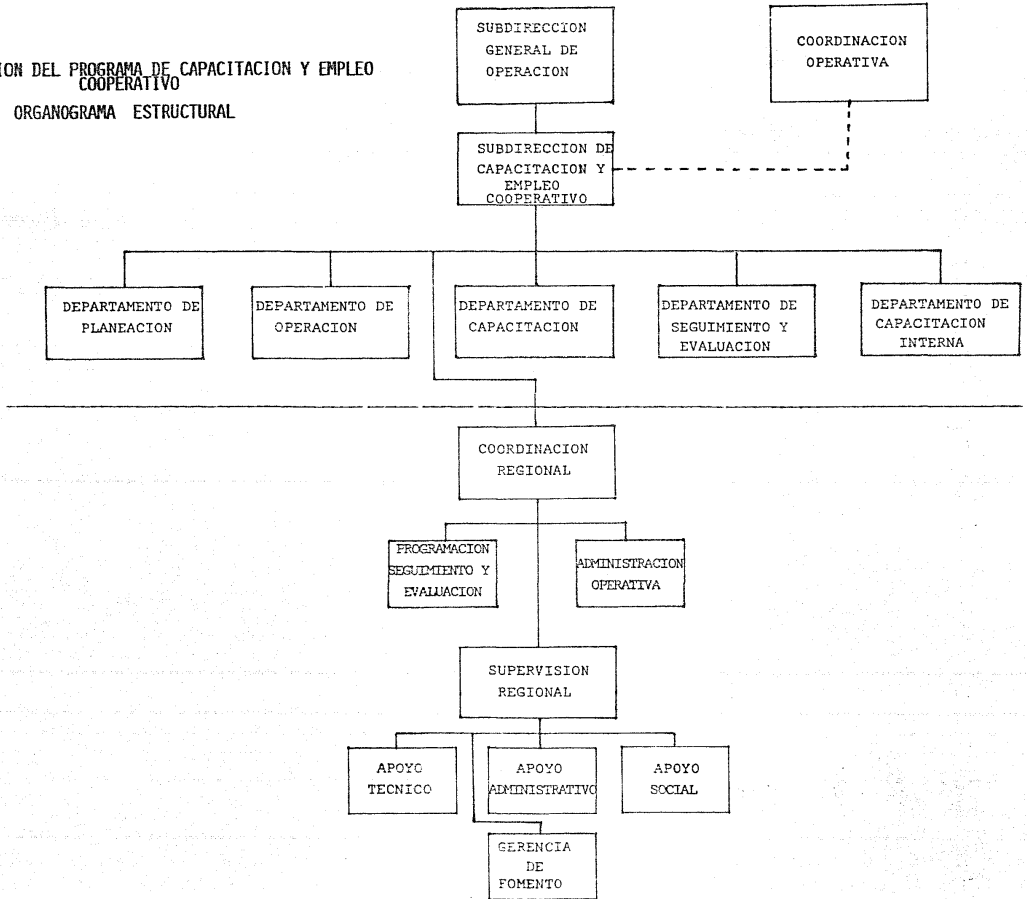 SUBDIRECCION
GENERAL DE
OPERACION
COORDINACION
OPERATIVA
ION DEL PROGRAMA DE CAPACITACION Y EMPLEO
COOPERATIVO
ORGANOGRAMA ESTRUCTURAL
SUBDIRECCION DE
CAPACITACION Y
EMPLEO
COOPERATIVO
DEPARTAMENTO DE
PLANEACION
DEPARTAMENTO DE
OPERACION
DEPARTAMENTO DE
CAPACITACION
DEPARTAMENTO DE
SEGUIMIENTO Y
EVALUACION
DEPARTAMENTO DE
CAPACITACION
INTERNA
COORDINACION
REGIONAL
PROGRAMACION
SEGUIMIENTO Y
EVALUACION
ADMINISTRACION
OPERATIVA
SUPERVISION
REGIONAL
APOYO
TECNICO
APOYO
ADMINISTRATIVO
APOYO
SOCIAL
GERENCIA
DE
FOMENTO